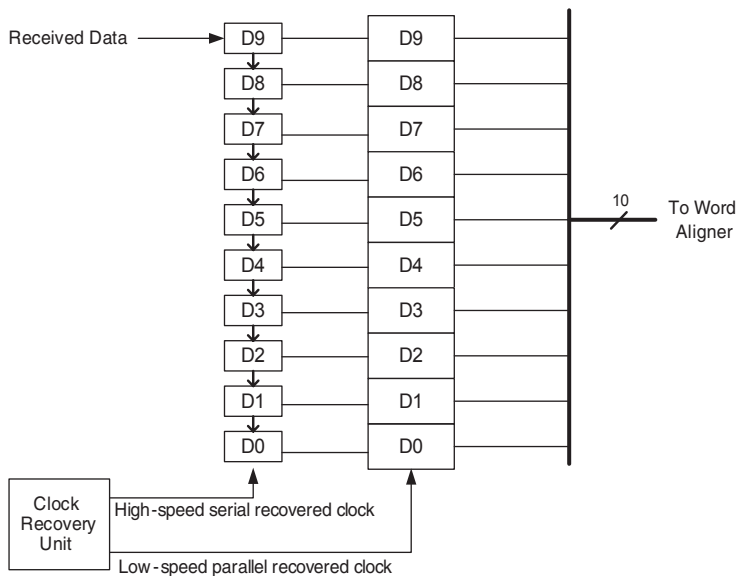 Received Data
D9
D9
D8
D8
D7
D7
D6
D6
D5
D5
10
To Word
Aligner
D4
D4
D3
D3
D2
D2
D1
D1
D0
D0
Clock
Recovery
Unit
High-speed serial recovered clock
Low-speed parallel recovered clock